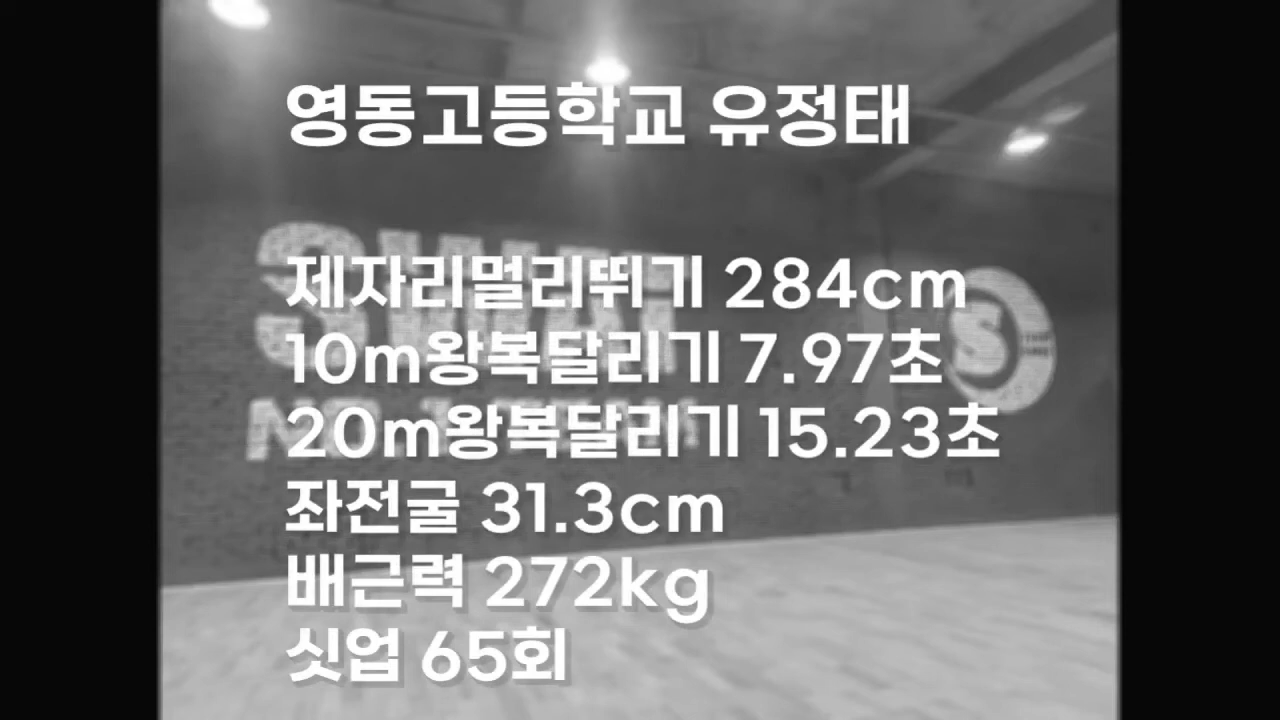 영동고등학교 유정태
SWAT
제자리멀리뛰기 284cm
10m왕복달리기 7.97초
20m왕복달리기 15.23초
좌전굴 31.3cm
배근력 272kg
싯업 65회